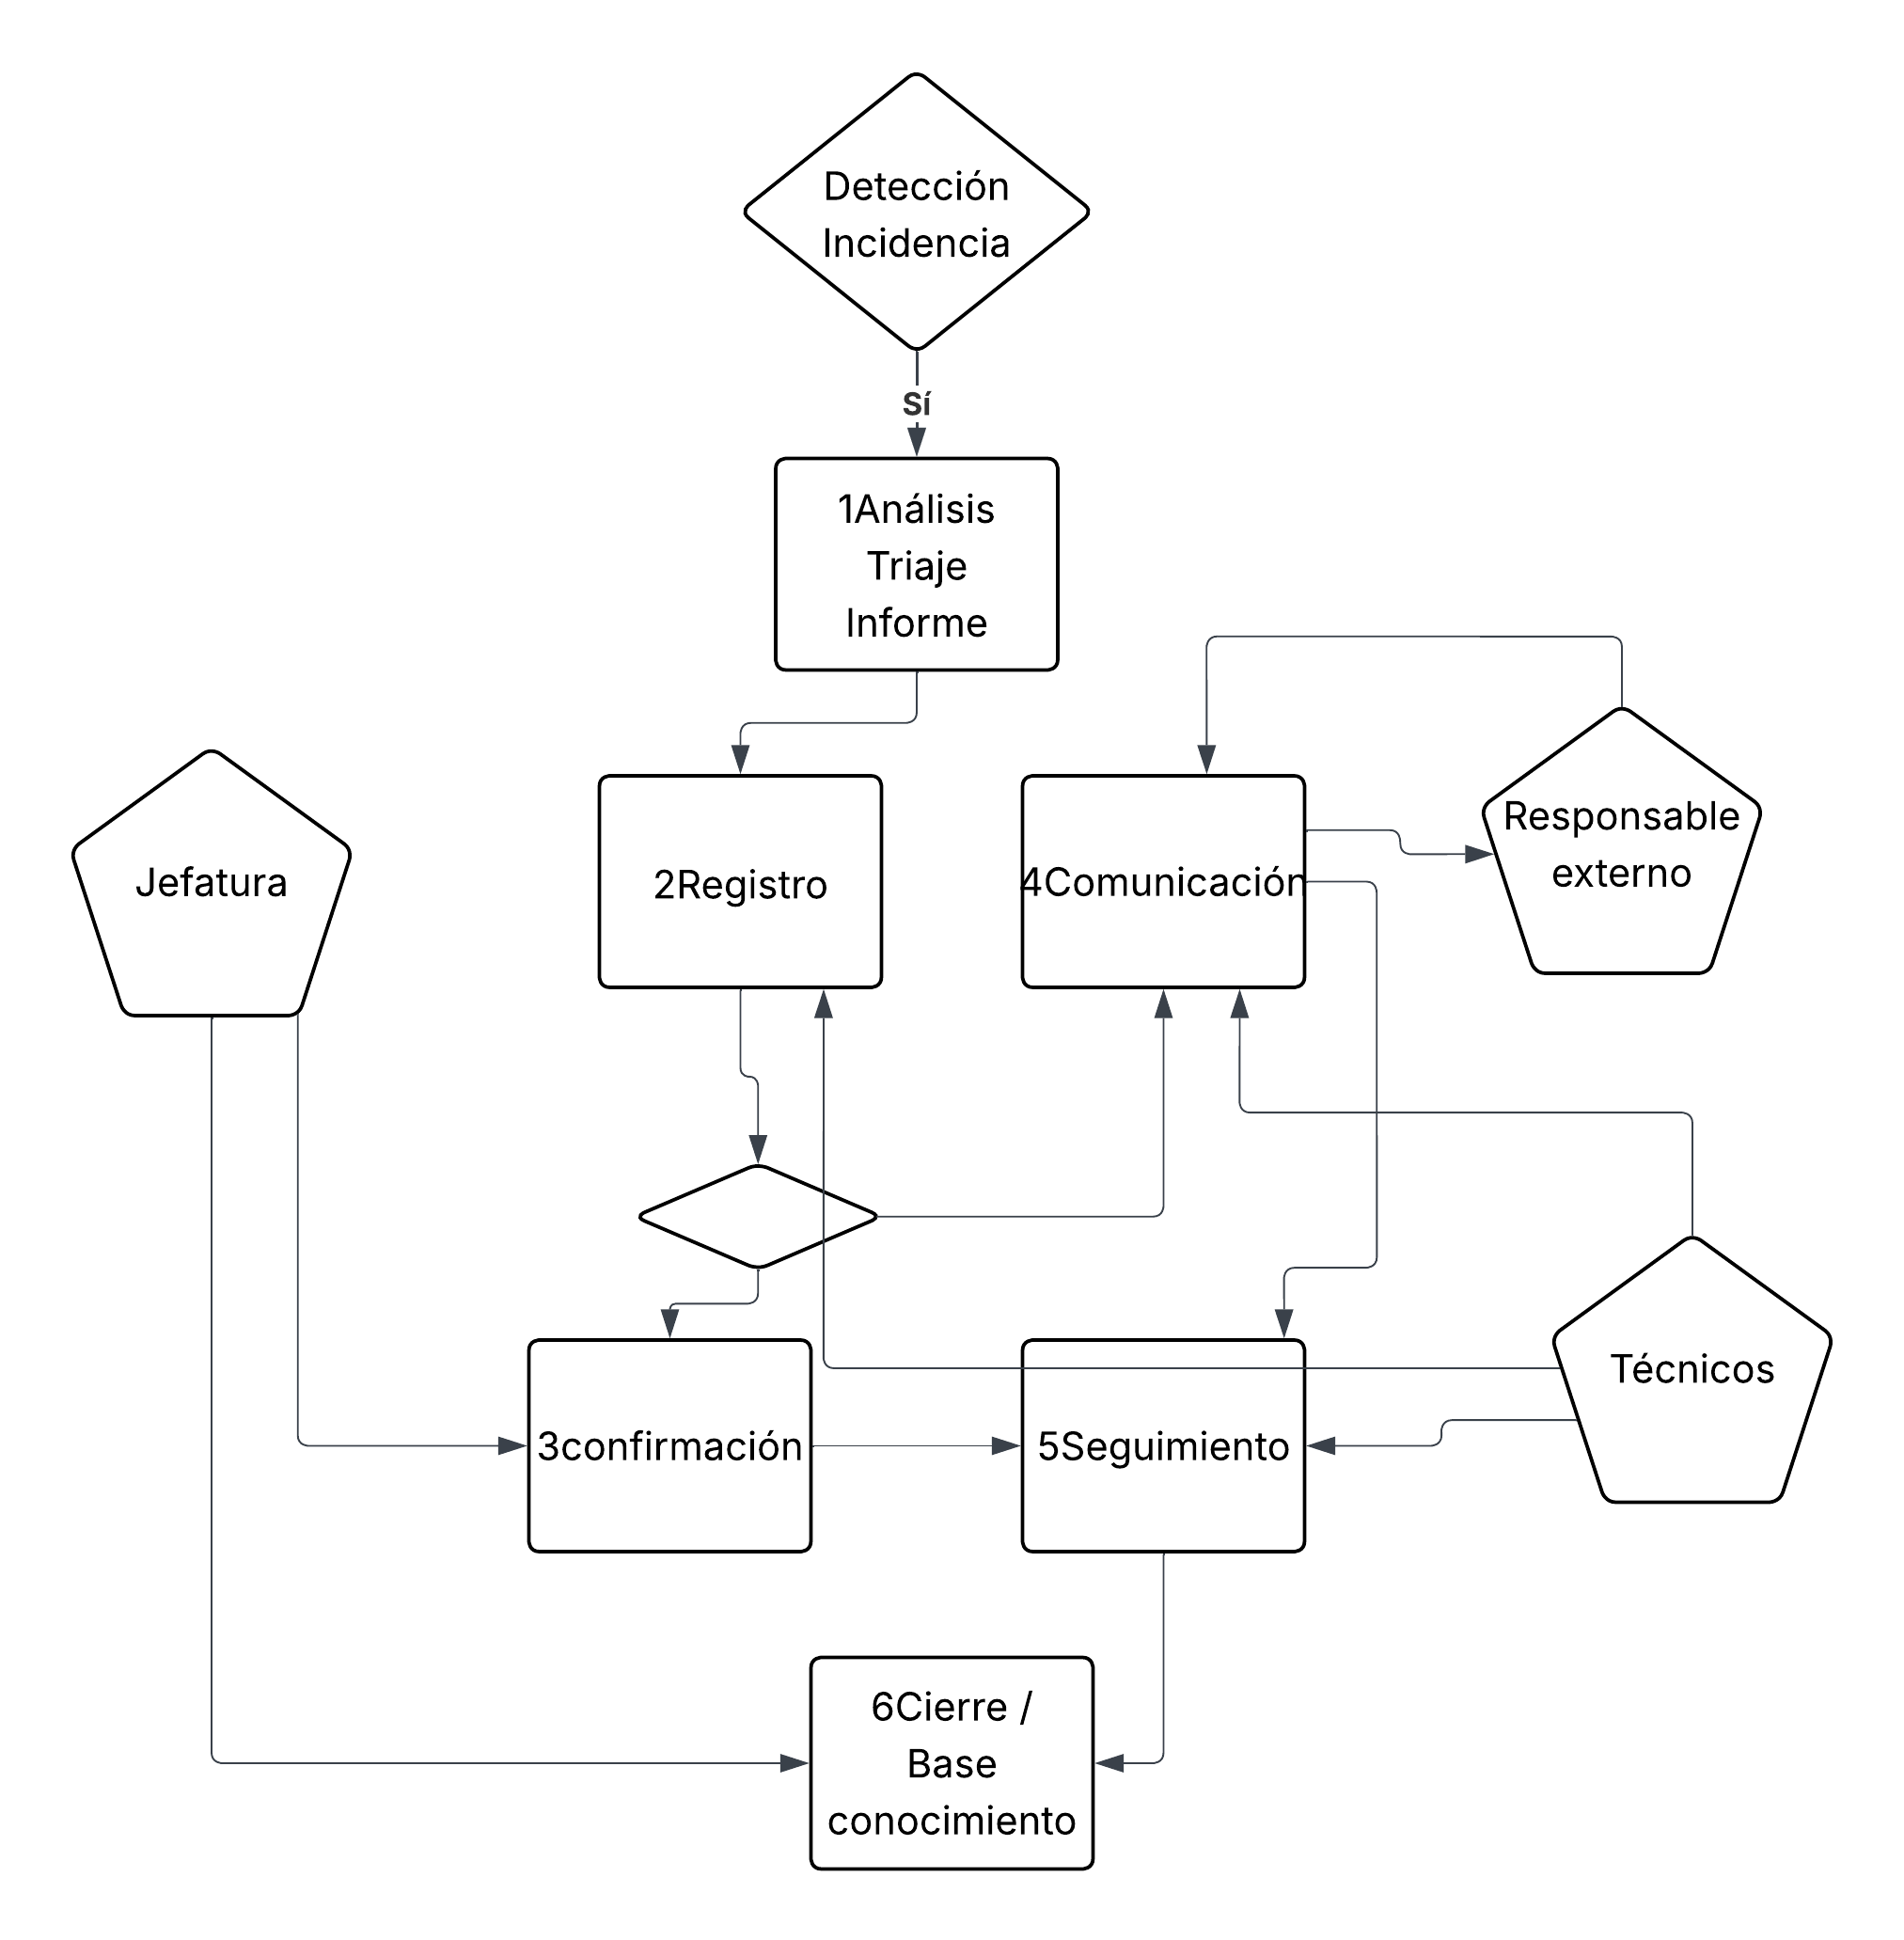 Detección
Incidencia
Sí
1Análisis
Triaje
Informe
Jefatura
2Registro
4Comunicación
Responsable
externo
Técnicos
3confirmación
5Seguimiento
6Cierre /
Base
conocimiento